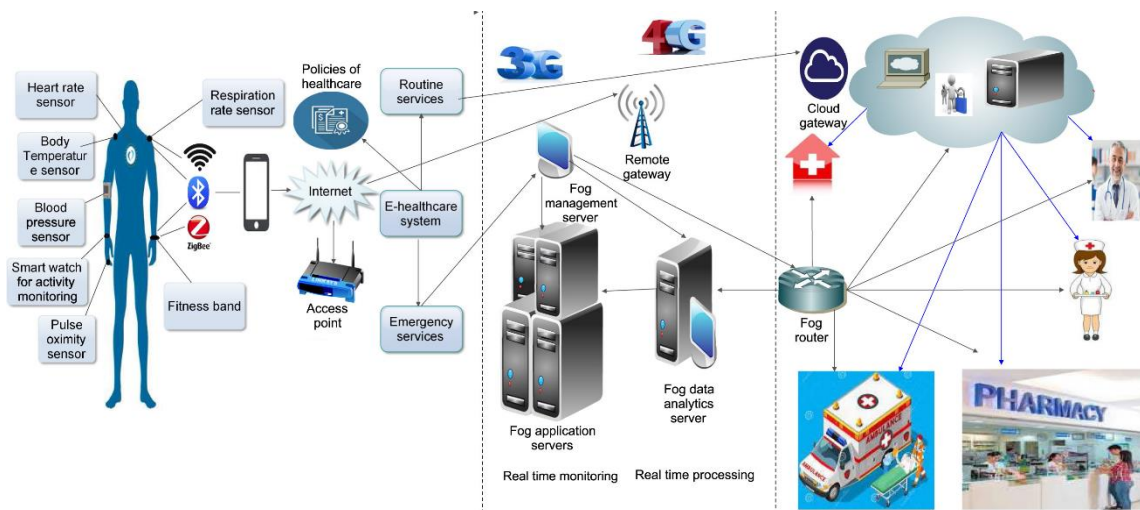 Heart rate
sensor
Respiration
rate sensor
Body
Temperatur
e sensor
Blood
pressure
sensor
ZigBee
Smart watch
for activity
monitoring
Fitness band
Pulse
oximity
sensor
Policies of
healthcare
Internet
Access
point
Routine
services
E-healthcare
system
Emergency
services
3G
4G
Remote
gateway
Fog
management
server
Fog application
servers
Fog data
analytics
server
Real time monitoring
Real time processing
Cloud
gateway
Fog
router
AMBULANCE
PHARMACY